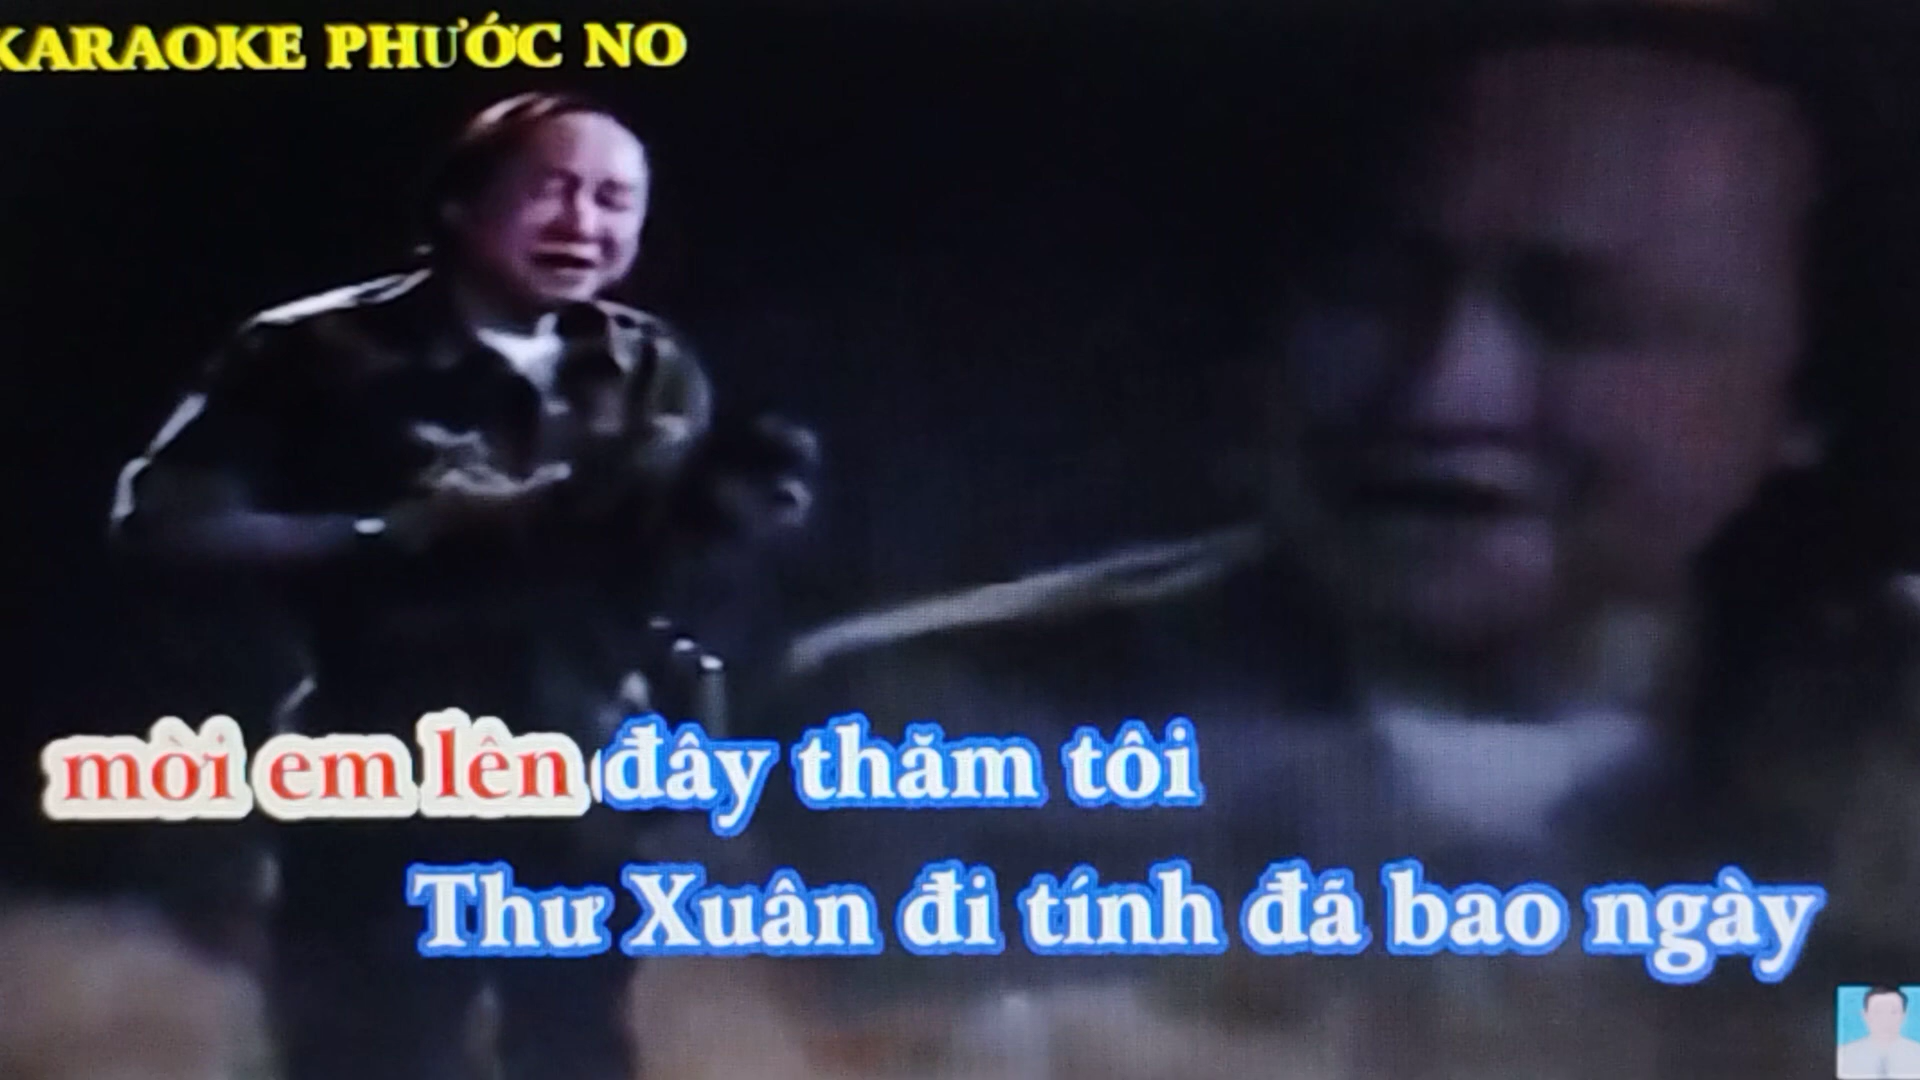 KARAOKE PHƯỚC NO
mời em lên đây thăm tôi
Thư Xuân đi tính đã bao ngày